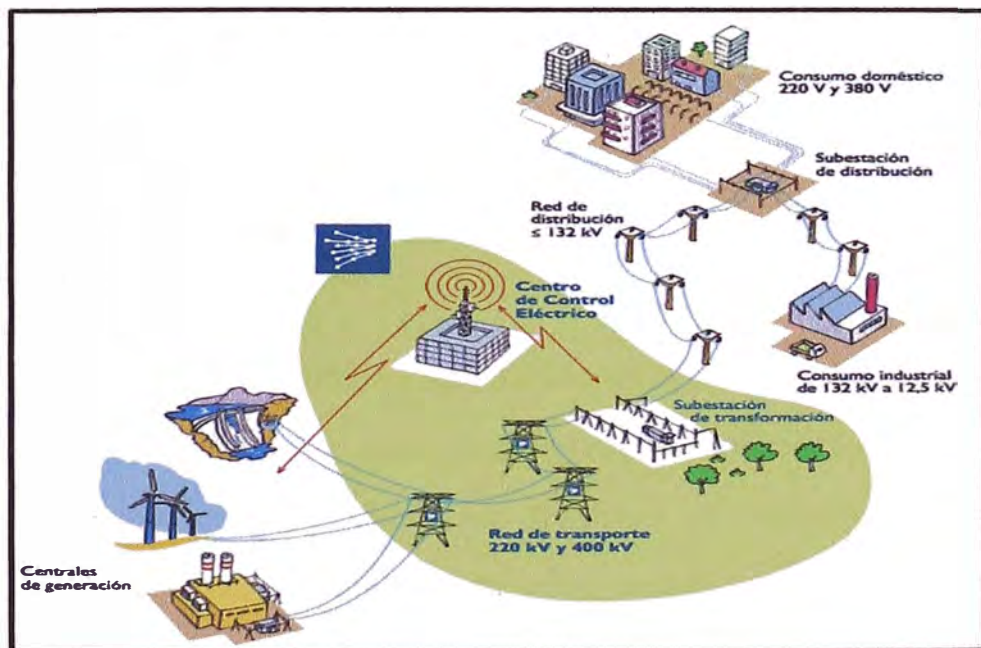 Consumo doméstico
220 V y 380 V
Subestación
de distribución
Red de
distribución
≤ 132 kV
Centro
de Control
Eléctrico
Consumo industrial
de 132 kV a 12,5 kV
Subestación
de transformación
Red de transporte
220 kV y 400 kV
Centrales
de generación